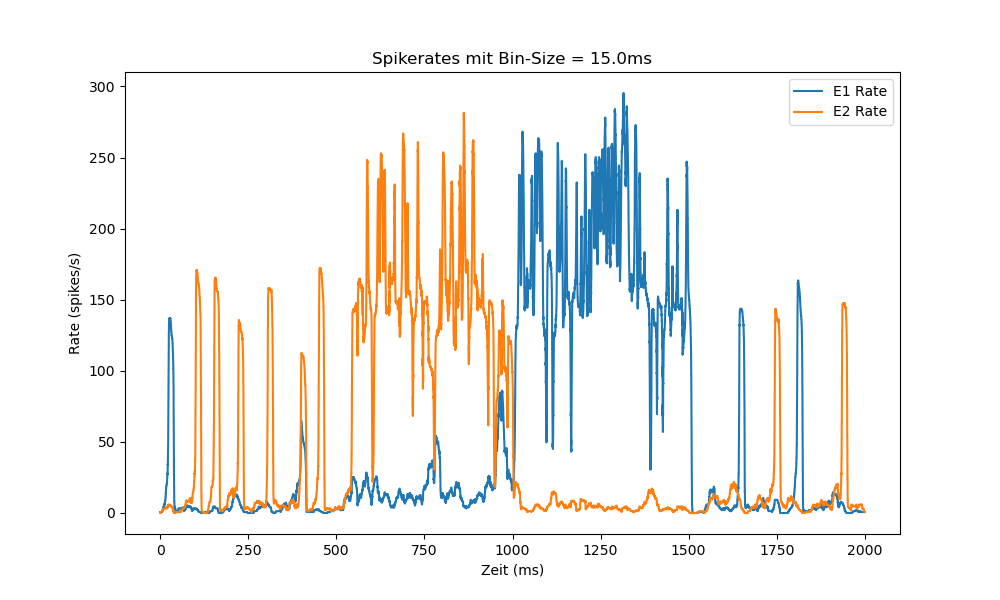 Spikerates mit Bin-Size = 15.0ms
E1 Rate
E2 Rate
Rate (spikes/s)
300
250
200
150
100
50
0
0 250 500 750 1000 1250 1500 1750 2000
Zeit (ms)